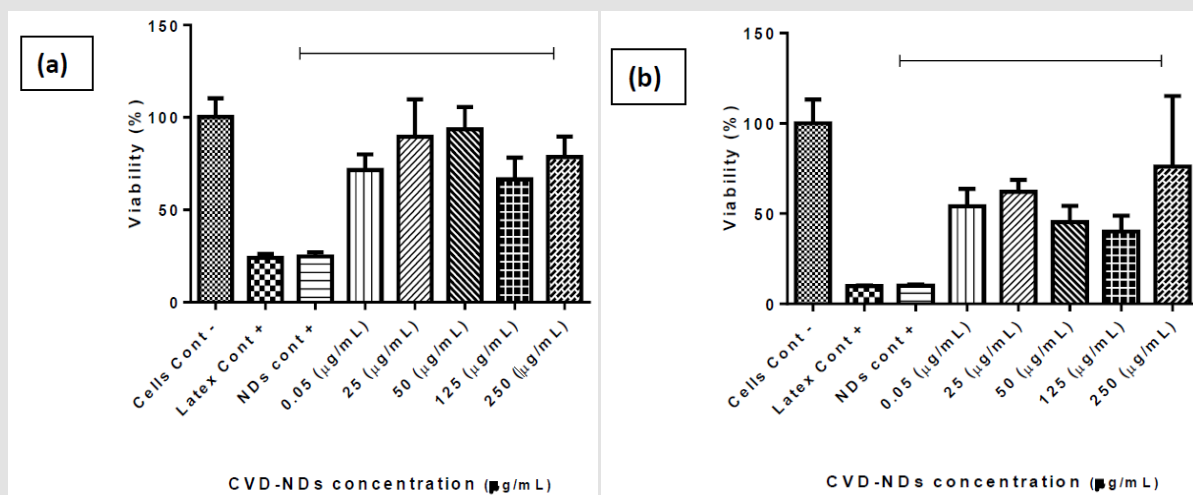 (a)
Viability (%)
150
100
50
0
Cells Cont -
Latex Cont +
NDs cont +
0.05 (μg/mL)
25 (μg/mL)
50 (μg/mL)
125 (μg/mL)
250 (μg/mL)
CVD-NDs concentration (μg/mL)
(b)
Viability (%)
150
100
50
0
Cells Cont -
Latex Cont +
NDs cont +
0.05 (μg/mL)
25 (μg/mL)
50 (μg/mL)
125 (μg/mL)
250 (μg/mL)
CVD-NDs concentration (μg/mL)